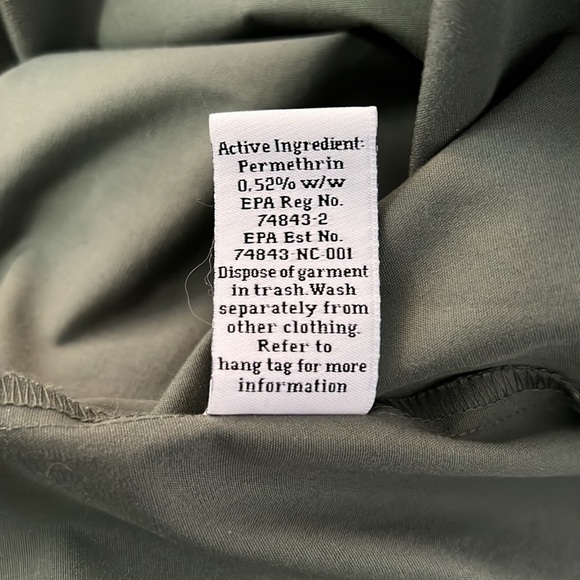 Active Ingredient:
Permethrin
0.52% w/w
EPA Reg No.
74843-2
EPA Est No.
74843-NC-001
Dispose of garment
in trash.Wash
separately from
other clothing.
Refer to
hang tag for more
information